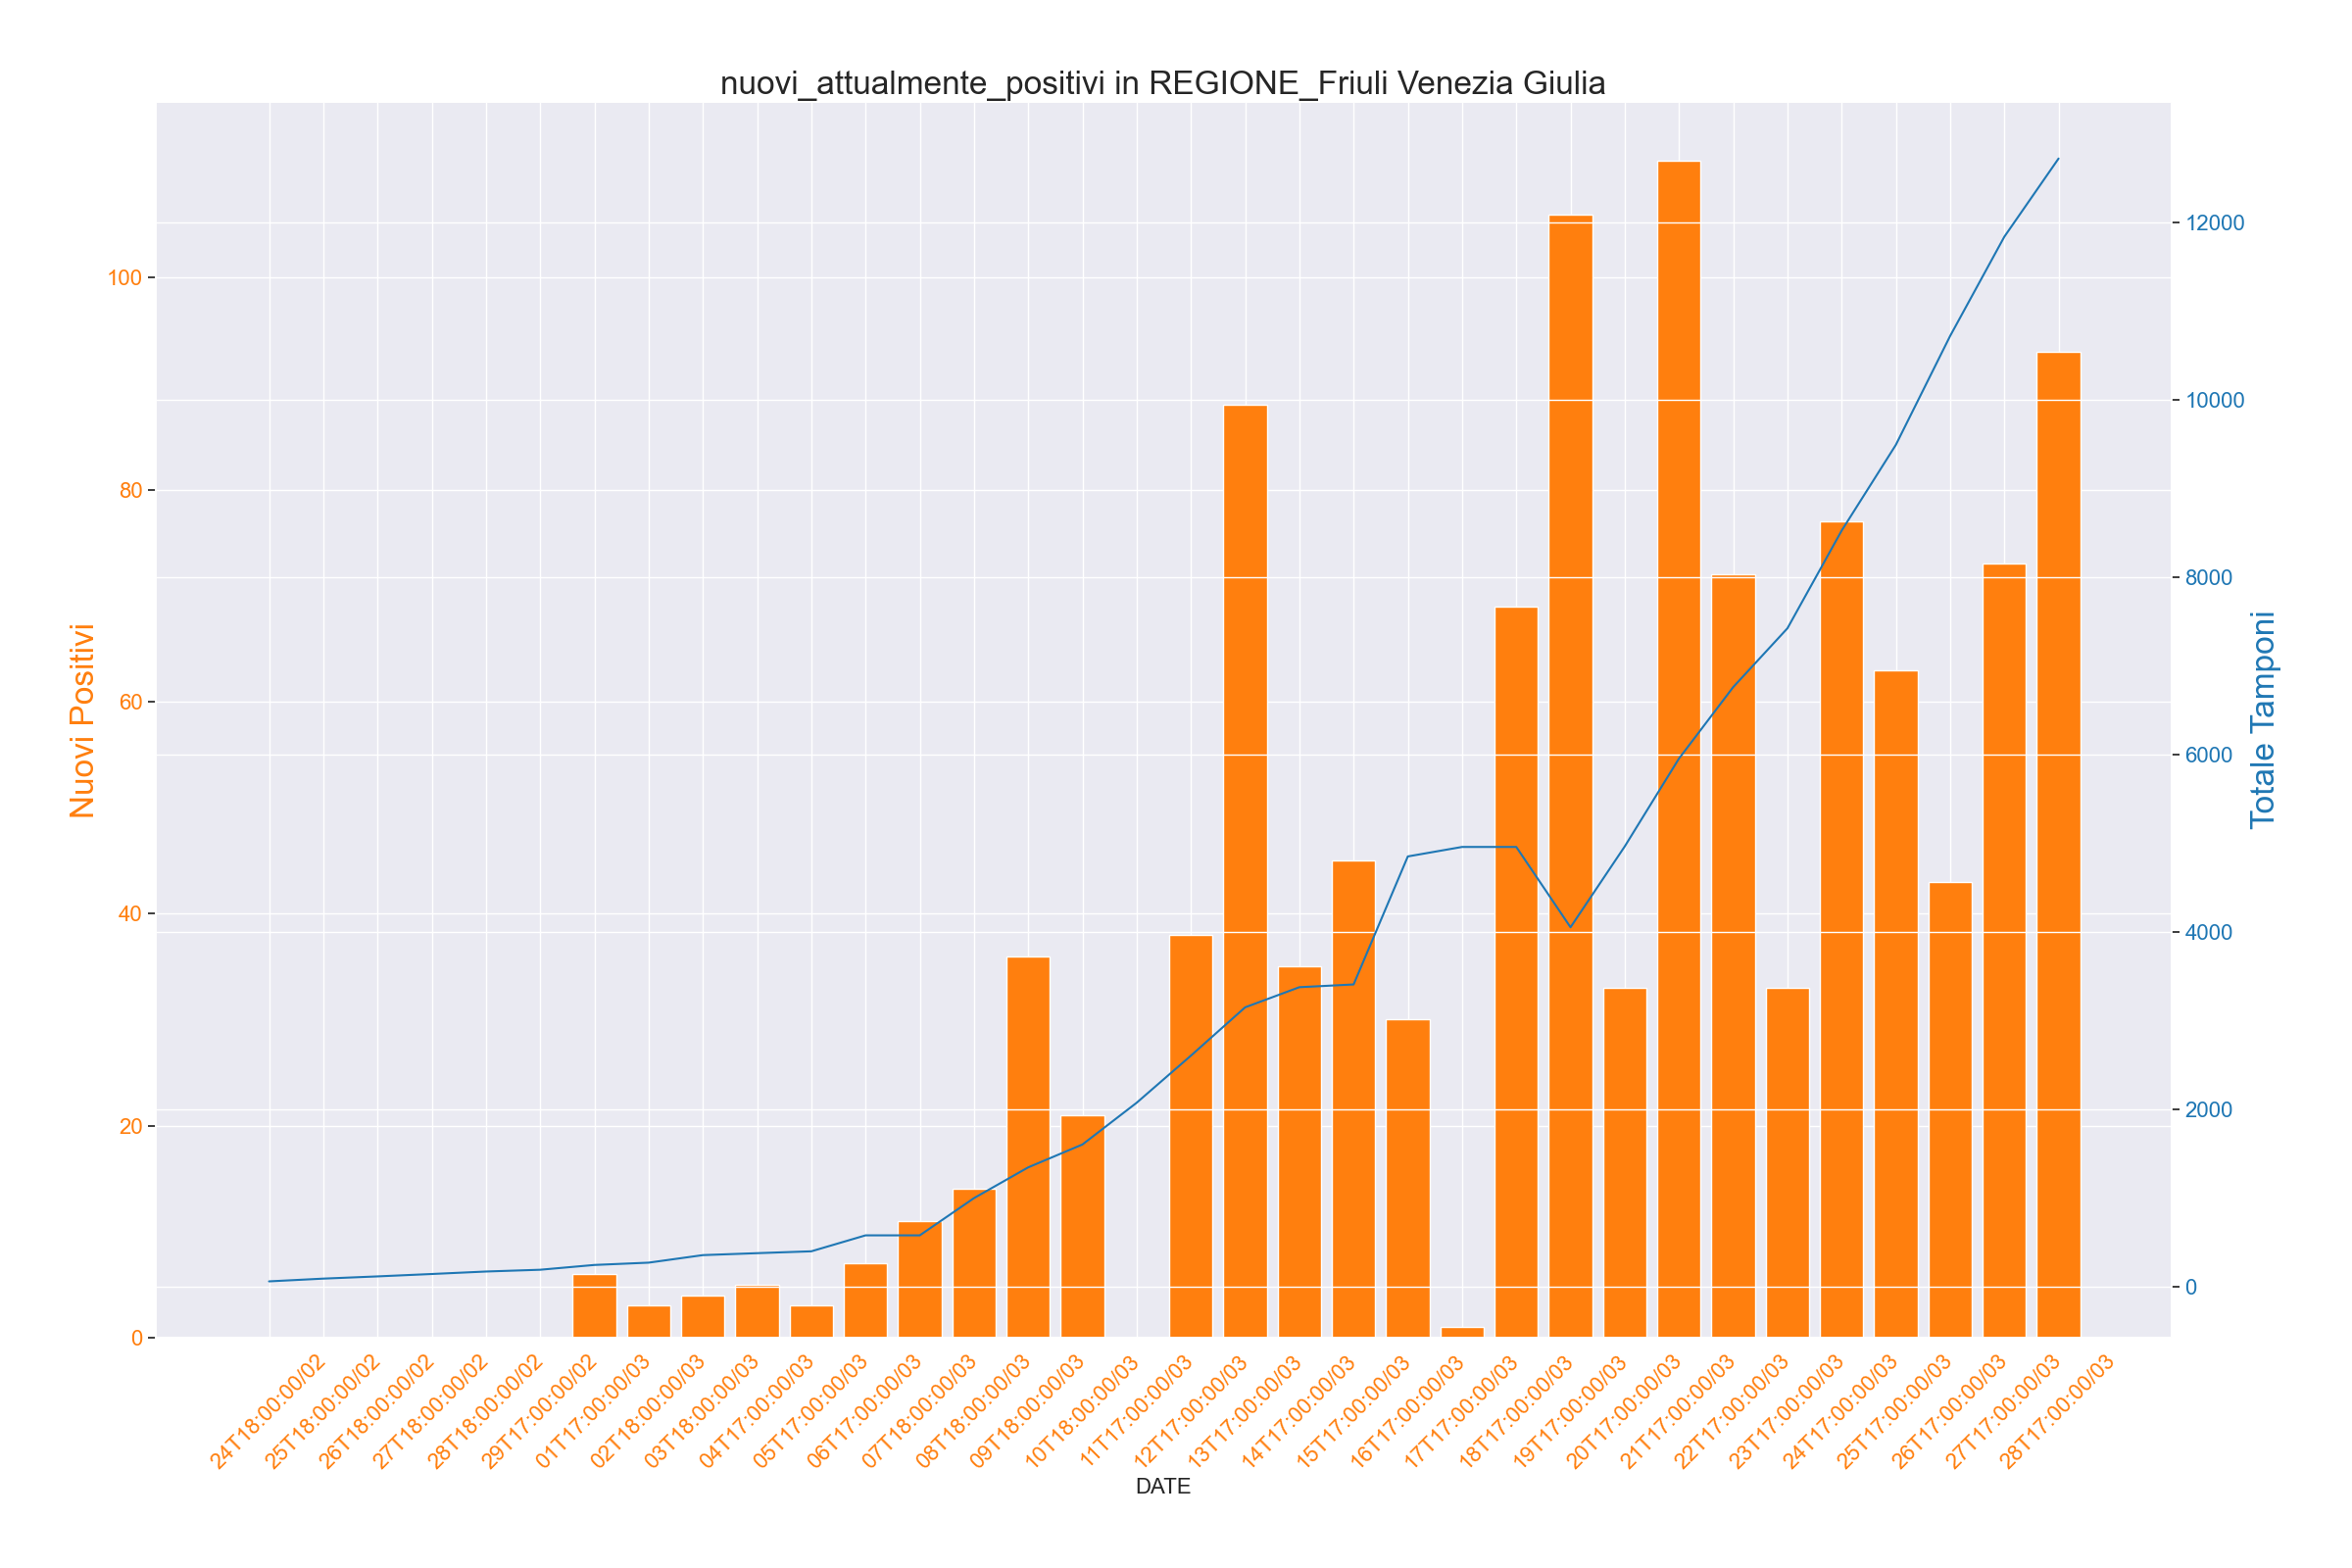 nuovi_attualmente_positivi in REGIONE_Friuli Venezia Giulia
Nuovi Positivi
100
80
60
40
20
0
12000
10000
8000
6000
4000
2000
0
Totale Tamponi
24T18:00:00/02
25T18:00:00/02
26T18:00:00/02
27T18:00:00/02
28T18:00:00/02
29T17:00:00/02
01T17:00:00/03
02T18:00:00/03
03T18:00:00/03
04T17:00:00/03
05T17:00:00/03
06T17:00:00/03
07T18:00:00/03
08T18:00:00/03
09T18:00:00/03
10T18:00:00/03
11T17:00:00/03
12T17:00:00/03
13T17:00:00/03
14T17:00:00/03
15T17:00:00/03
16T17:00:00/03
17T17:00:00/03
18T17:00:00/03
19T17:00:00/03
20T17:00:00/03
21T17:00:00/03
22T17:00:00/03
23T17:00:00/03
24T17:00:00/03
25T17:00:00/03
26T17:00:00/03
27T17:00:00/03
28T17:00:00/03
DATE